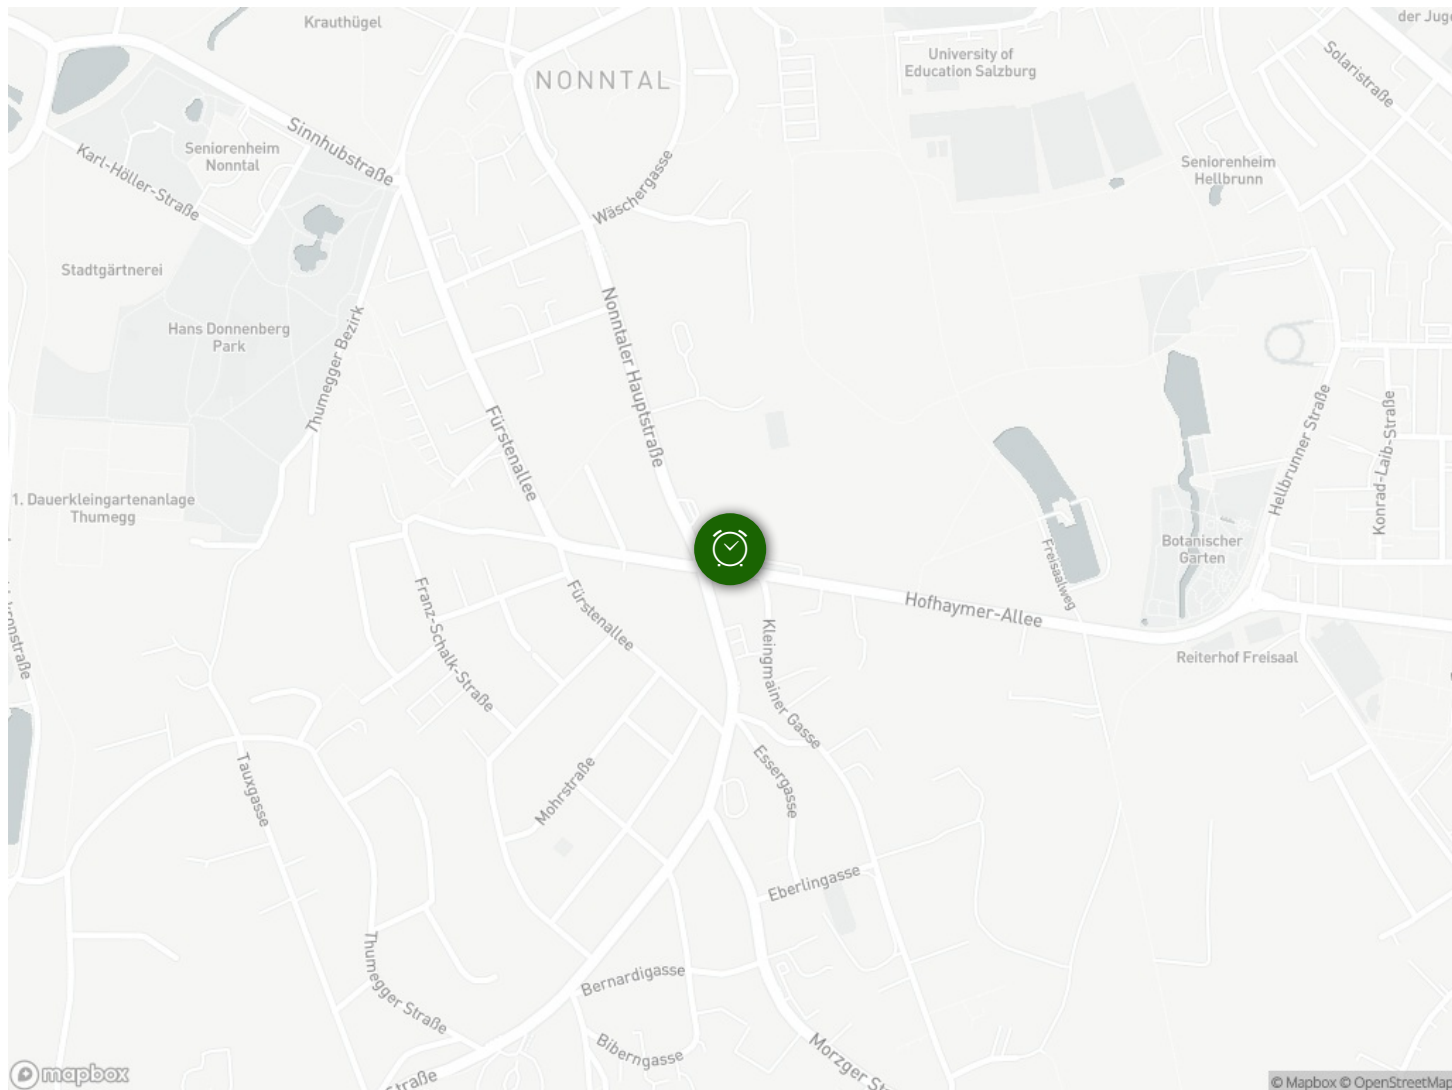 Krauthügel
NONNTAL
University of
Education Salzburg
der Juge
Solaristraße
Sinnhubstraße
Seniorenheim
Nonntal
Karl-Höller-Straße
Wäschergasse
Seniorenheim
Hellbrunn
Stadtgärtnerei
Hans Donnenberg
Park
Thumegger Bezirk
Nonntaler Hauptstraße
Fürstenallee
Hellbrunner Straße
Konrad-Laib-Straße
1. Dauerkleingartenanlage
Thumegg
Botanischer
Garten
Freisaalweg
Hofhaymer-Allee
Franz-Schalk-Straße
Fürstenallee
Kleingmainer Gasse
Reiterhof Freisaal
kronstraße
Tauxgasse
Mohrstraße
Essergasse
Eberlingasse
Thumegger Straße
Bernardigasse
Biberngasse
Morzger St
straße
mapbox
© Mapbox © OpenStreetMap